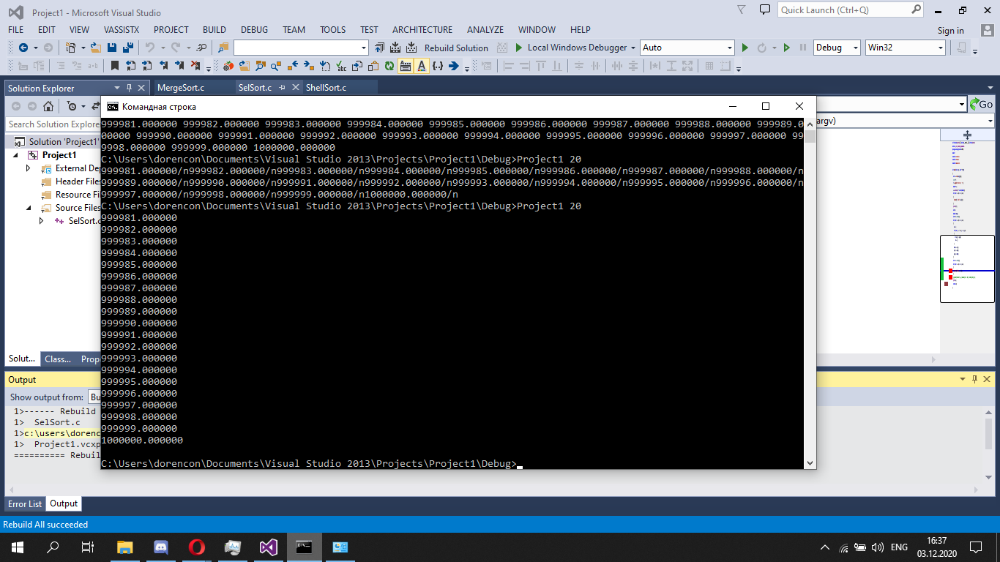 Project1 - Microsoft Visual Studio
Quick Launch (Ctrl+Q)
FILE EDIT VIEW VASSISTX PROJECT BUILD DEBUG TEAM TOOLS TEST ARCHITECTURE ANALYZE WINDOW HELP
Sign in
Rebuild Solution Local Windows Debugger Auto Debug Win32
Solution Explorer
MergeSort.c SelSort.c ShellSort.c
Командная строка
Go
Search Solution Explore
argv)
Solution 'Project1'
Project1
External Dep
Header Files
Resource Fi
Source Files
SelSort.c
999981.000000 999982.000000 999983.000000 999984.000000 999985.000000 999986.000000 999987.000000 999988.000000 999989.0
00000 999990.000000 999991.000000 999992.000000 999993.000000 999994.000000 999995.000000 999996.000000 999997.000000 99
9998.000000 999999.000000 1000000.000000
C:\Users\dorencon\Documents\Visual Studio 2013\Projects\Project1\Debug>Project1 20
999981.000000/n999982.000000/n999983.000000/n999984.000000/n999985.000000/n999986.000000/n999987.000000/n999988.000000/n
999989.000000/n999990.000000/n999991.000000/n999992.000000/n999993.000000/n999994.000000/n999995.000000/n999996.000000/n
999997.000000/n999998.000000/n999999.000000/n1000000.000000/n
C:\Users\dorencon\Documents\Visual Studio 2013\Projects\Project1\Debug>Project1 20
999981.000000
999982.000000
999983.000000
999984.000000
999985.000000
999986.000000
999987.000000
999988.000000
999989.000000
999990.000000
999991.000000
999992.000000
999993.000000
999994.000000
999995.000000
999996.000000
999997.000000
999998.000000
999999.000000
1000000.000000
C:\Users\dorencon\Documents\Visual Studio 2013\Projects\Project1\Debug>
Solut... Class... Prop
Output
Show output from: Bu
1>------ Rebuild
1> SelSort.c
1>c:\users\dorenc
1> Project1.vcxp
========== Rebuil
Error List Output
Rebuild All succeeded
ENG
16:37
03.12.2020